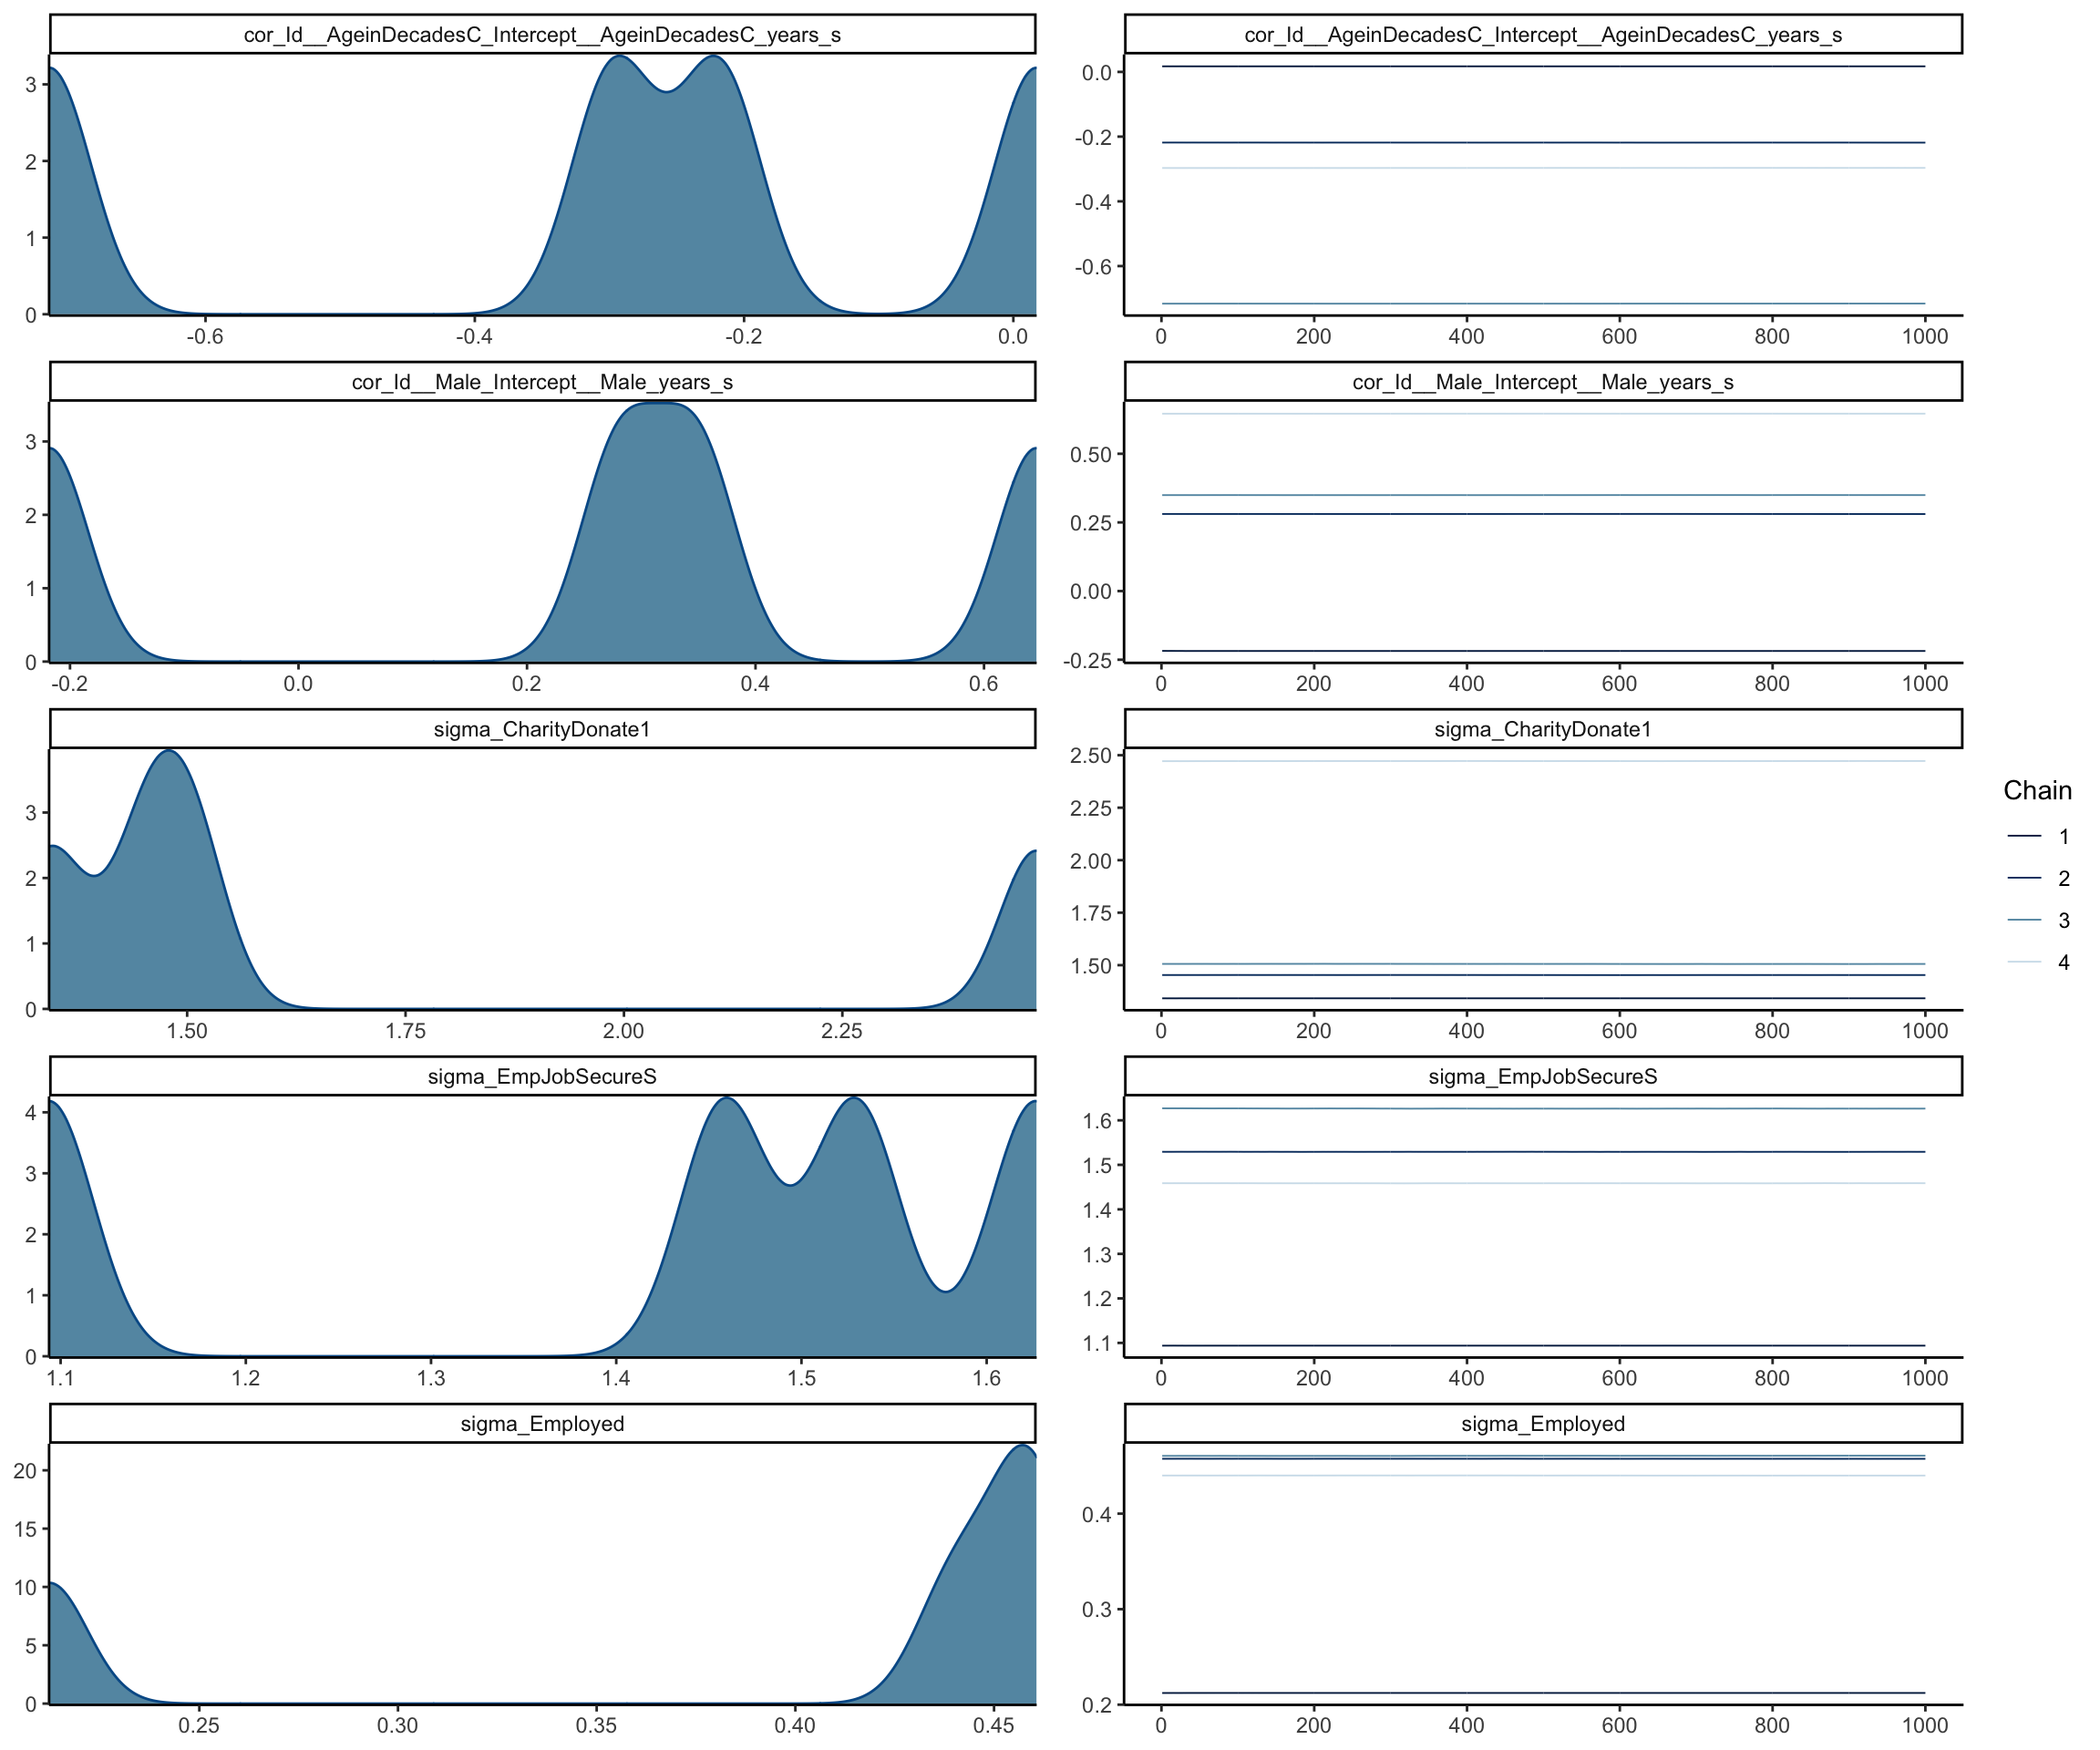 cor_Id__AgeinDecadesC_Intercept__AgeinDecadesC_years_s
3
2
1
0
-0.6 -0.4 -0.2 0.0
cor_Id__AgeinDecadesC_Intercept__AgeinDecadesC_years_s
0.0
-0.2
-0.4
-0.6
0 200 400 600 800 1000
cor_Id__Male_Intercept__Male_years_s
3
2
1
0
-0.2 0.0 0.2 0.4 0.6
cor_Id__Male_Intercept__Male_years_s
0.50
0.25
0.00
-0.25
0 200 400 600 800 1000
sigma_CharityDonate1
3
2
1
0
1.50 1.75 2.00 2.25
sigma_CharityDonate1
2.50
2.25
2.00
1.75
1.50
0 200 400 600 800 1000
sigma_EmpJobSecureS
4
3
2
1
0
1.1 1.2 1.3 1.4 1.5 1.6
sigma_EmpJobSecureS
1.6
1.5
1.4
1.3
1.2
1.1
0 200 400 600 800 1000
sigma_Employed
20
15
10
5
0
0.25 0.30 0.35 0.40 0.45
sigma_Employed
0.4
0.3
0.2
0 200 400 600 800 1000
Chain
1
2
3
4